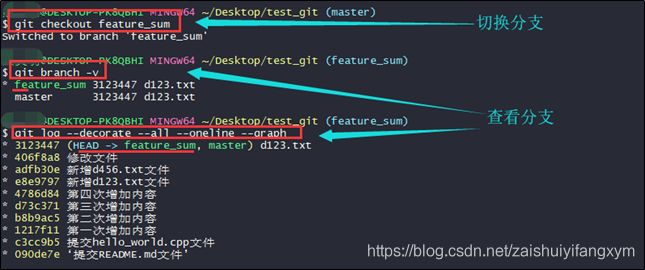 @DESKTOP-PK8QBHI MINGW64 ~/Desktop/test_git (master)
$ git checkout feature_sum
切换分支
Switched to branch 'feature_sum'
@DESKTOP-PK8QBHI MINGW64 ~/Desktop/test_git (feature_sum)
$ git branch -v
* feature_sum 3123447 d123.txt
master 3123447 d123.txt
查看分支
@DESKTOP-PK8QBHI MINGW64 ~/Desktop/test_git (feature_sum)
$ git log --decorate --all --oneline --graph
* 3123447 (HEAD -> feature_sum, master) d123.txt
* 406f8a8 修改文件
* adfb30e 新增d456.txt文件
* e8e9797 新增d123.txt文件
* 4786d84 第四次增加内容
* d73c371 第三次增加内容
* b8b9ac5 第二次增加内容
* 1217f11 第一次增加内容
* c3cc9b5 提交hello_world.cpp文件
* 090de7e '提交README.md文件'
https://blog.csdn.net/zaishuiyifangxym